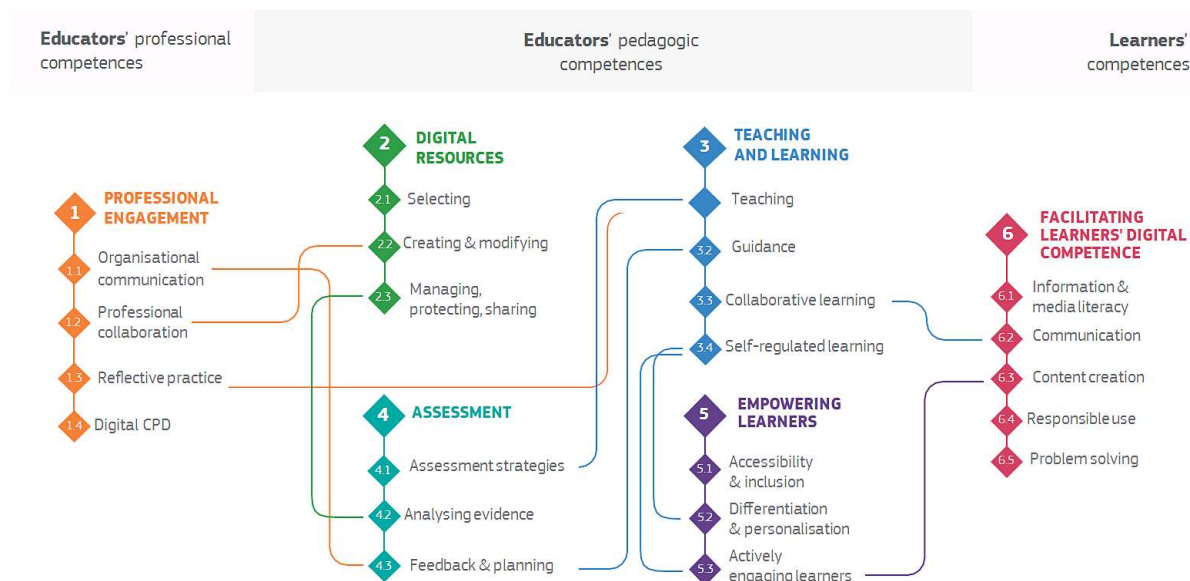 Educators' professional
competences
Educators' pedagogic
competences
Learners'
competences
1
PROFESSIONAL
ENGAGEMENT
1.1
Organisational
communication
1.2
Professional
collaboration
1.3
Reflective practice
1.4
Digital CPD
2
DIGITAL
RESOURCES
2.1
Selecting
2.2
Creating & modifying
2.3
Managing,
protecting, sharing
3
TEACHING
AND LEARNING
Teaching
3.2
Guidance
3.3
Collaborative learning
3.4
Self-regulated learning
4
ASSESSMENT
4.1
Assessment strategies
4.2
Analysing evidence
4.3
Feedback & planning
5
EMPOWERING
LEARNERS
5.1
Accessibility
& inclusion
5.2
Differentiation
& personalisation
5.3
Actively
engaging learners
6
FACILITATING
LEARNERS' DIGITAL
COMPETENCE
6.1
Information &
media literacy
6.2
Communication
6.3
Content creation
6.4
Responsible use
6.5
Problem solving